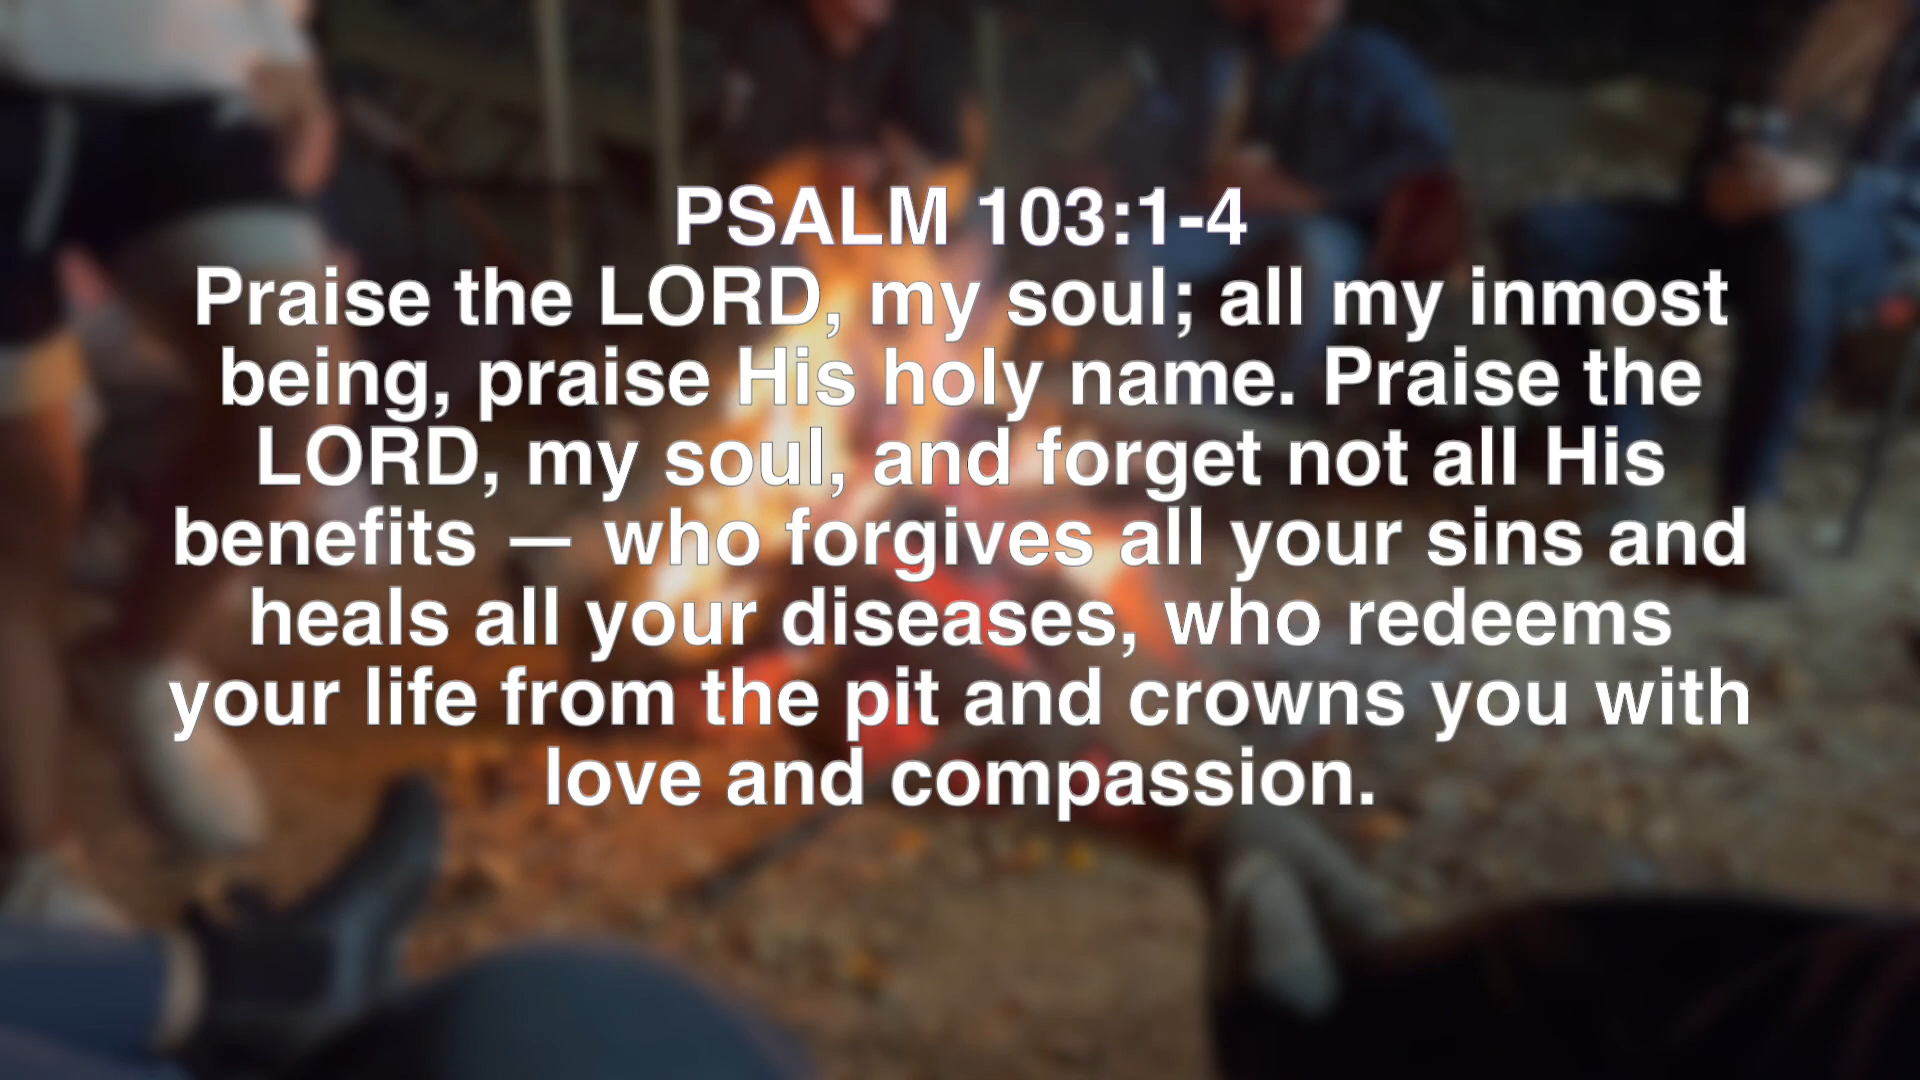 PSALM 103:1-4
Praise the LORD, my soul; all my inmost
being, praise His holy name. Praise the
LORD, my soul, and forget not all His
benefits — who forgives all your sins and
heals all your diseases, who redeems
your life from the pit and crowns you with
love and compassion.